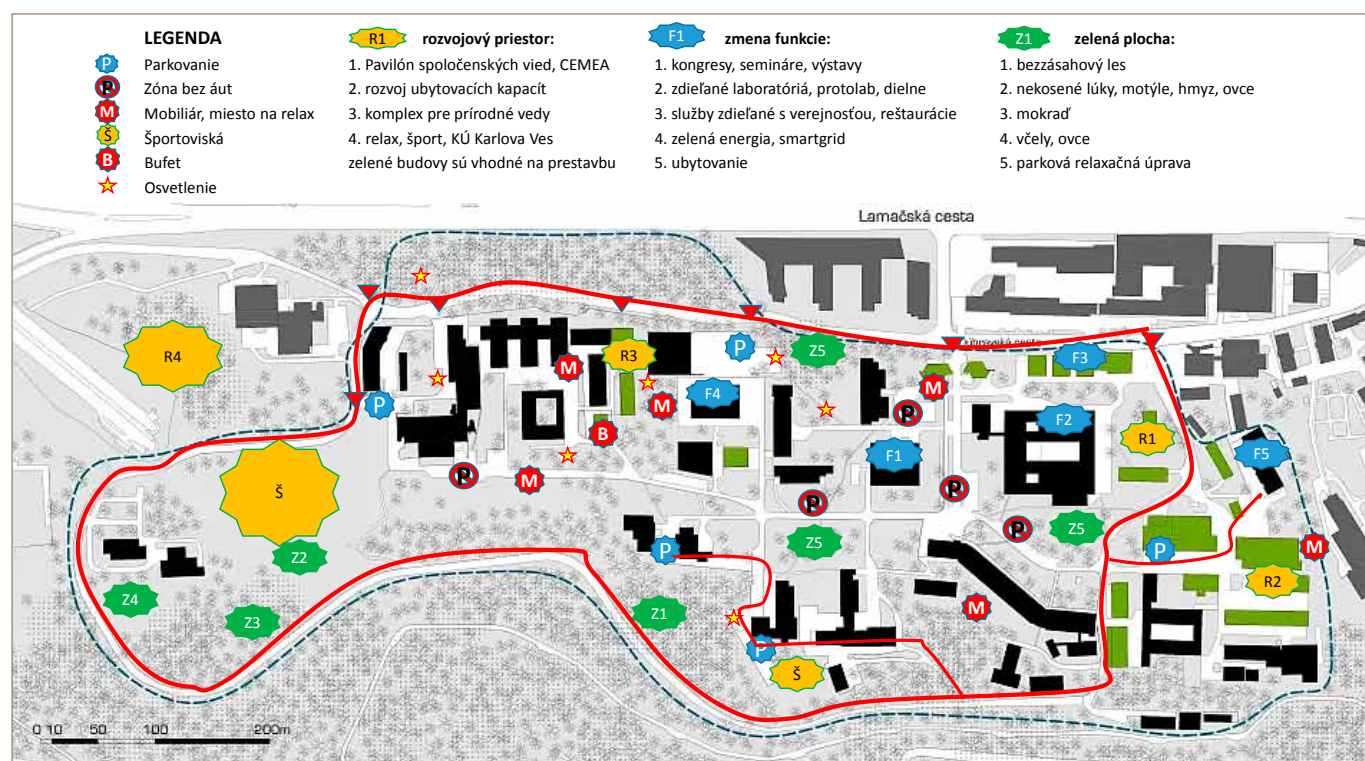 LEGENDA
P Parkovanie
P Zóna bez áut
M Mobiliár, miesto na relax
Š Športoviská
B Bufet
Osvetlenie
R1 rozvojový priestor:
1. Pavilón spoločenských vied, CEMEA
2. rozvoj ubytovacích kapacít
3. komplex pre prírodné vedy
4. relax, šport, KÚ Karlova Ves
zelené budovy sú vhodné na prestavbu
F1 zmena funkcie:
1. kongresy, semináre, výstavy
2. zdieľané laboratóriá, protolab, dielne
3. služby zdieľané s verejnosťou, reštaurácie
4. zelená energia, smartgrid
5. ubytovanie
Z1 zelená plocha:
1. bezzásahový les
2. nekosené lúky, motýle, hmyz, ovce
3. mokraď
4. včely, ovce
5. parková relaxačná úprava
Lamačská cesta
cesta
R4
R3
P
Z5
F3
M
F4
M
M
P
P
B
F1
F2
R1
F5
Š
P
M
P
P
P
Z5
Z5
P
M
Z2
P
R2
Z4
Z3
Z1
M
P
Š
0 10 50 100 200m